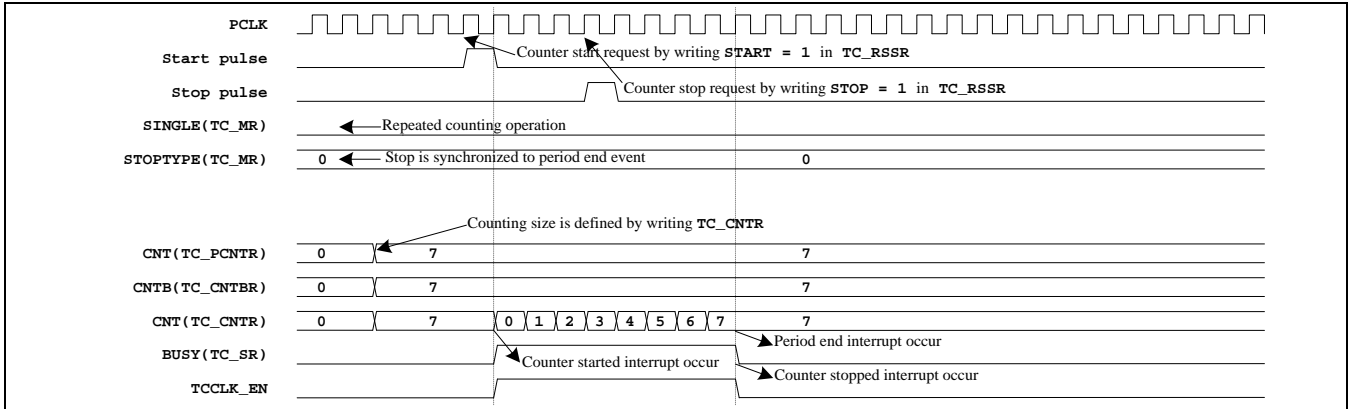 PCLK
Start pulse
Counter start request by writing START = 1 in TC_RSSR
Stop pulse
Counter stop request by writing STOP = 1 in TC_RSSR
SINGLE(TC_MR)
Repeated counting operation
STOPTYPE(TC_MR) 0 Stop is synchronized to period end event 0
Counting size is defined by writing TC_CNTR
CNT(TC_PCNTR) 0 7 7
CNTB(TC_CNTBR) 0 7 7
CNT(TC_CNTR) 0 7 0 1 2 3 4 5 6 7 7
Period end interrupt occur
BUSY(TC_SR)
Counter started interrupt occur
Counter stopped interrupt occur
TCCLK_EN